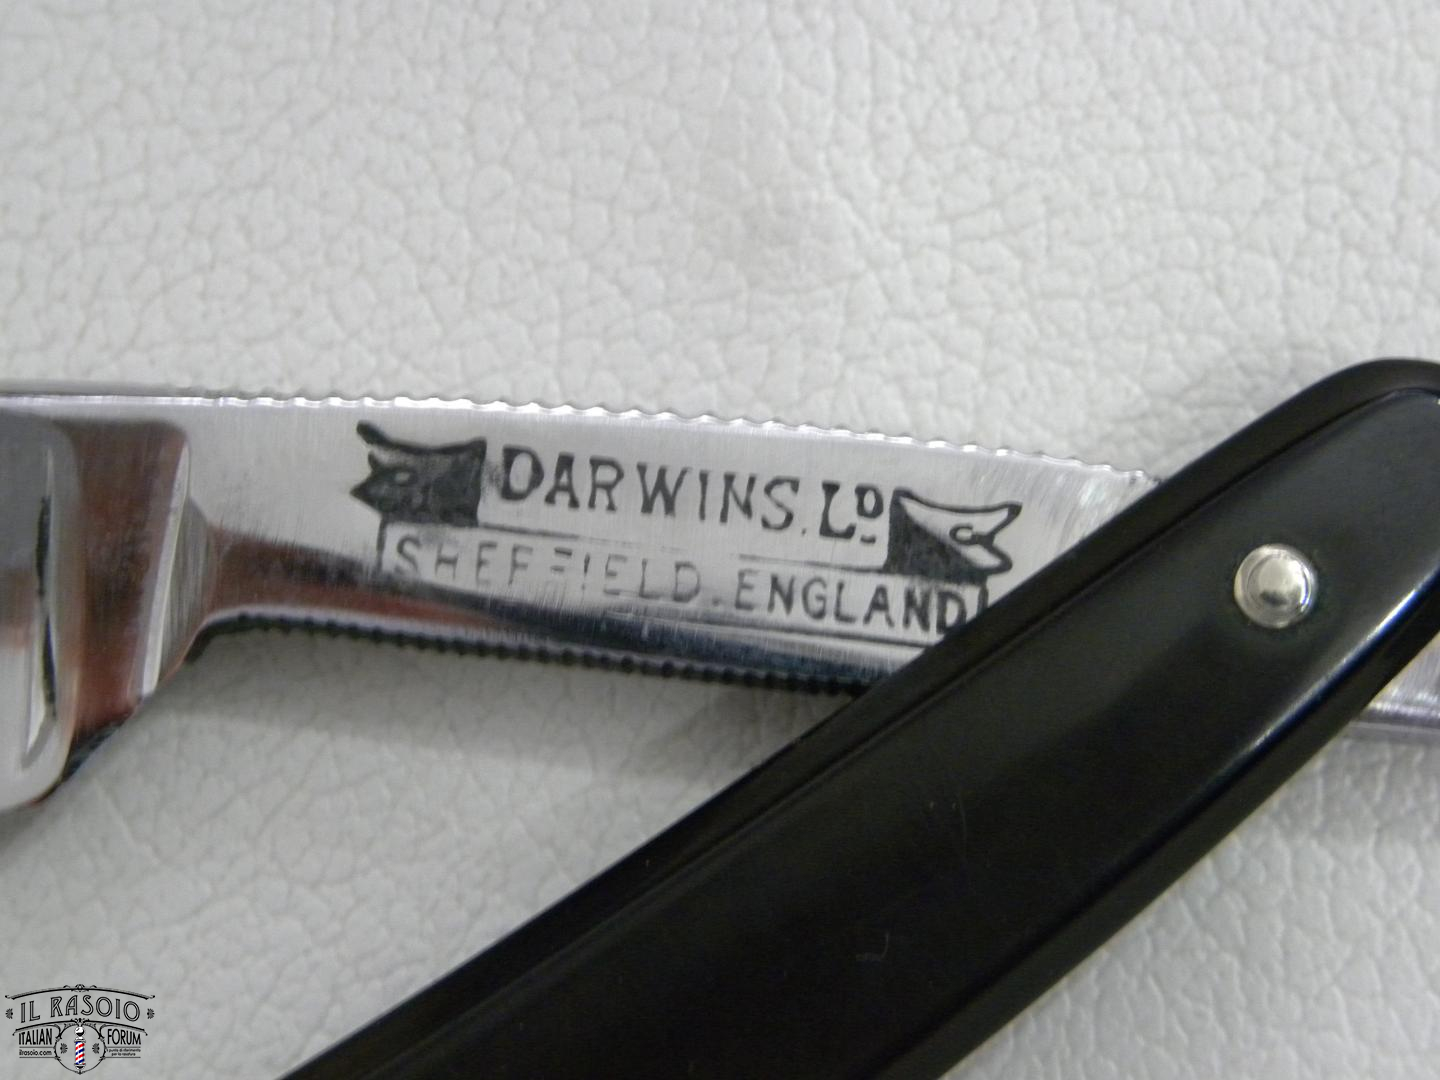 DARWINS. Lᴰ
SHEFFIELD. ENGLAND
IL RASOIO
ITALIAN FORUM
ilrasoio.com